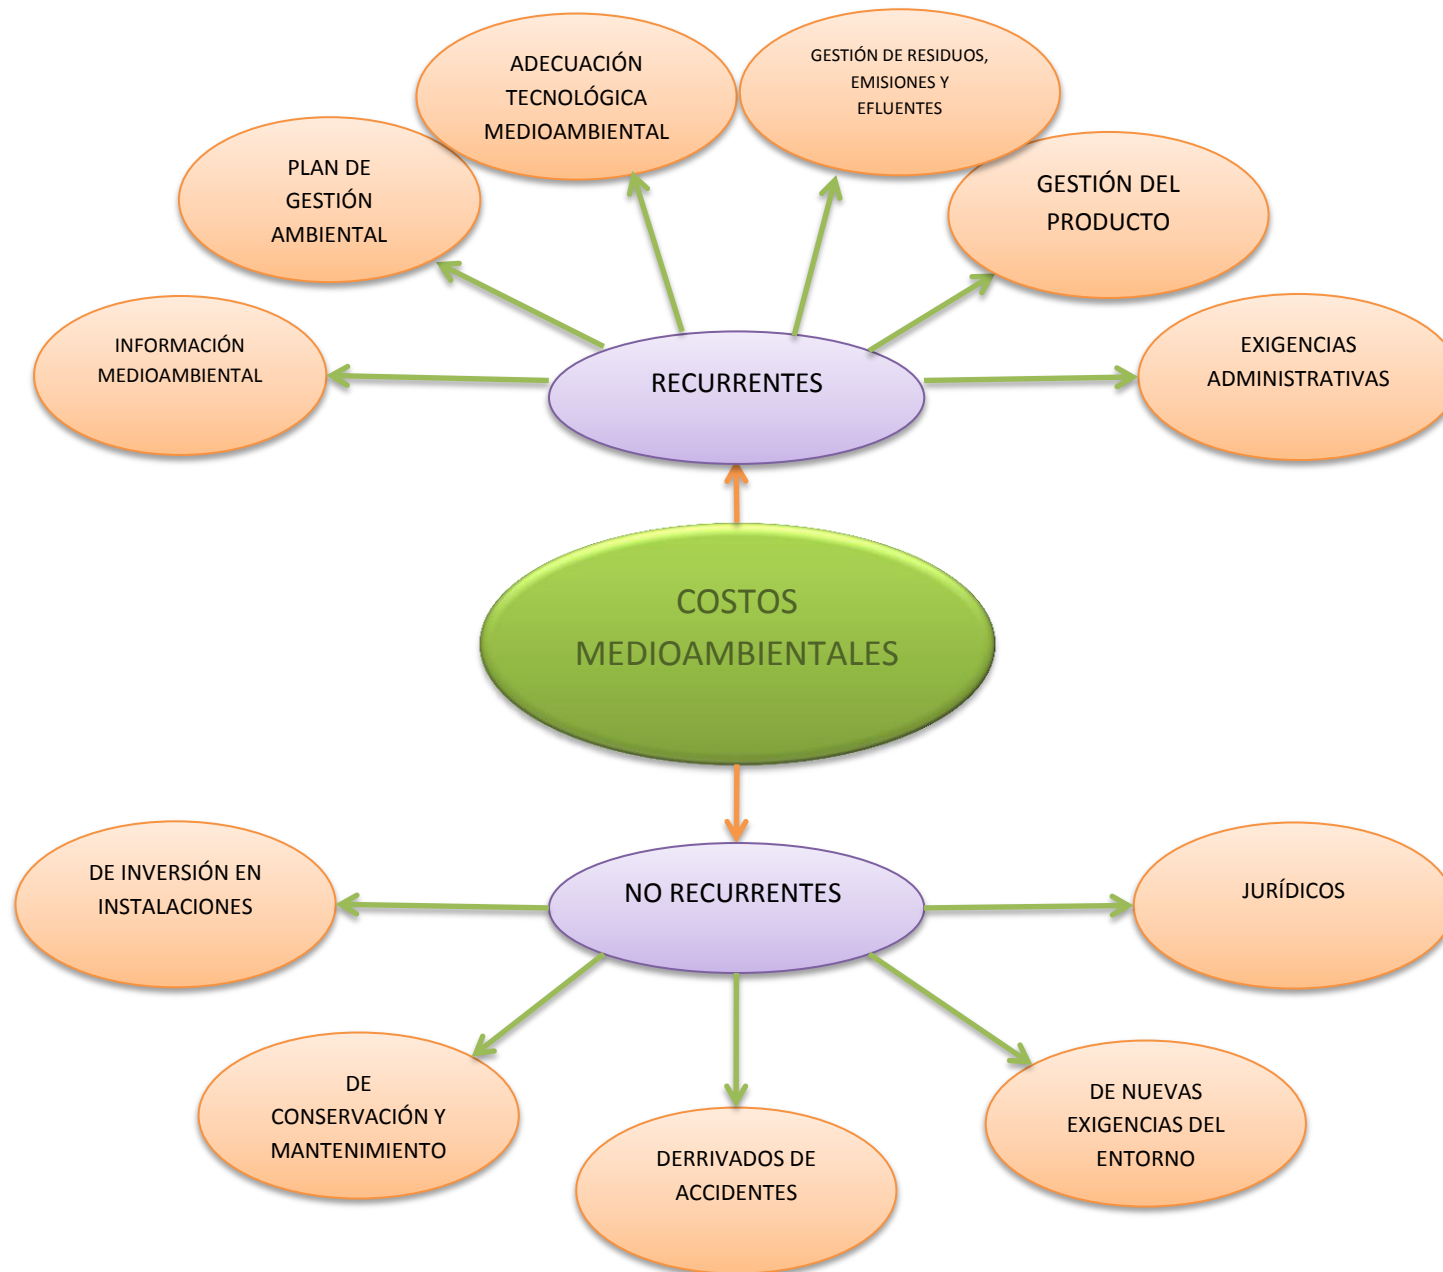 ADECUACIÓN
TECNOLÓGICA
MEDIOAMBIENTAL
GESTIÓN DE RESIDUOS,
EMISIONES Y
EFLUENTES
PLAN DE
GESTIÓN
AMBIENTAL
GESTIÓN DEL
PRODUCTO
INFORMACIÓN
MEDIOAMBIENTAL
RECURRENTES
EXIGENCIAS
ADMINISTRATIVAS
COSTOS
MEDIOAMBIENTALES
DE INVERSIÓN EN
INSTALACIONES
NO RECURRENTES
JURÍDICOS
DE
CONSERVACIÓN Y
MANTENIMIENTO
DERRIVADOS DE
ACCIDENTES
DE NUEVAS
EXIGENCIAS DEL
ENTORNO